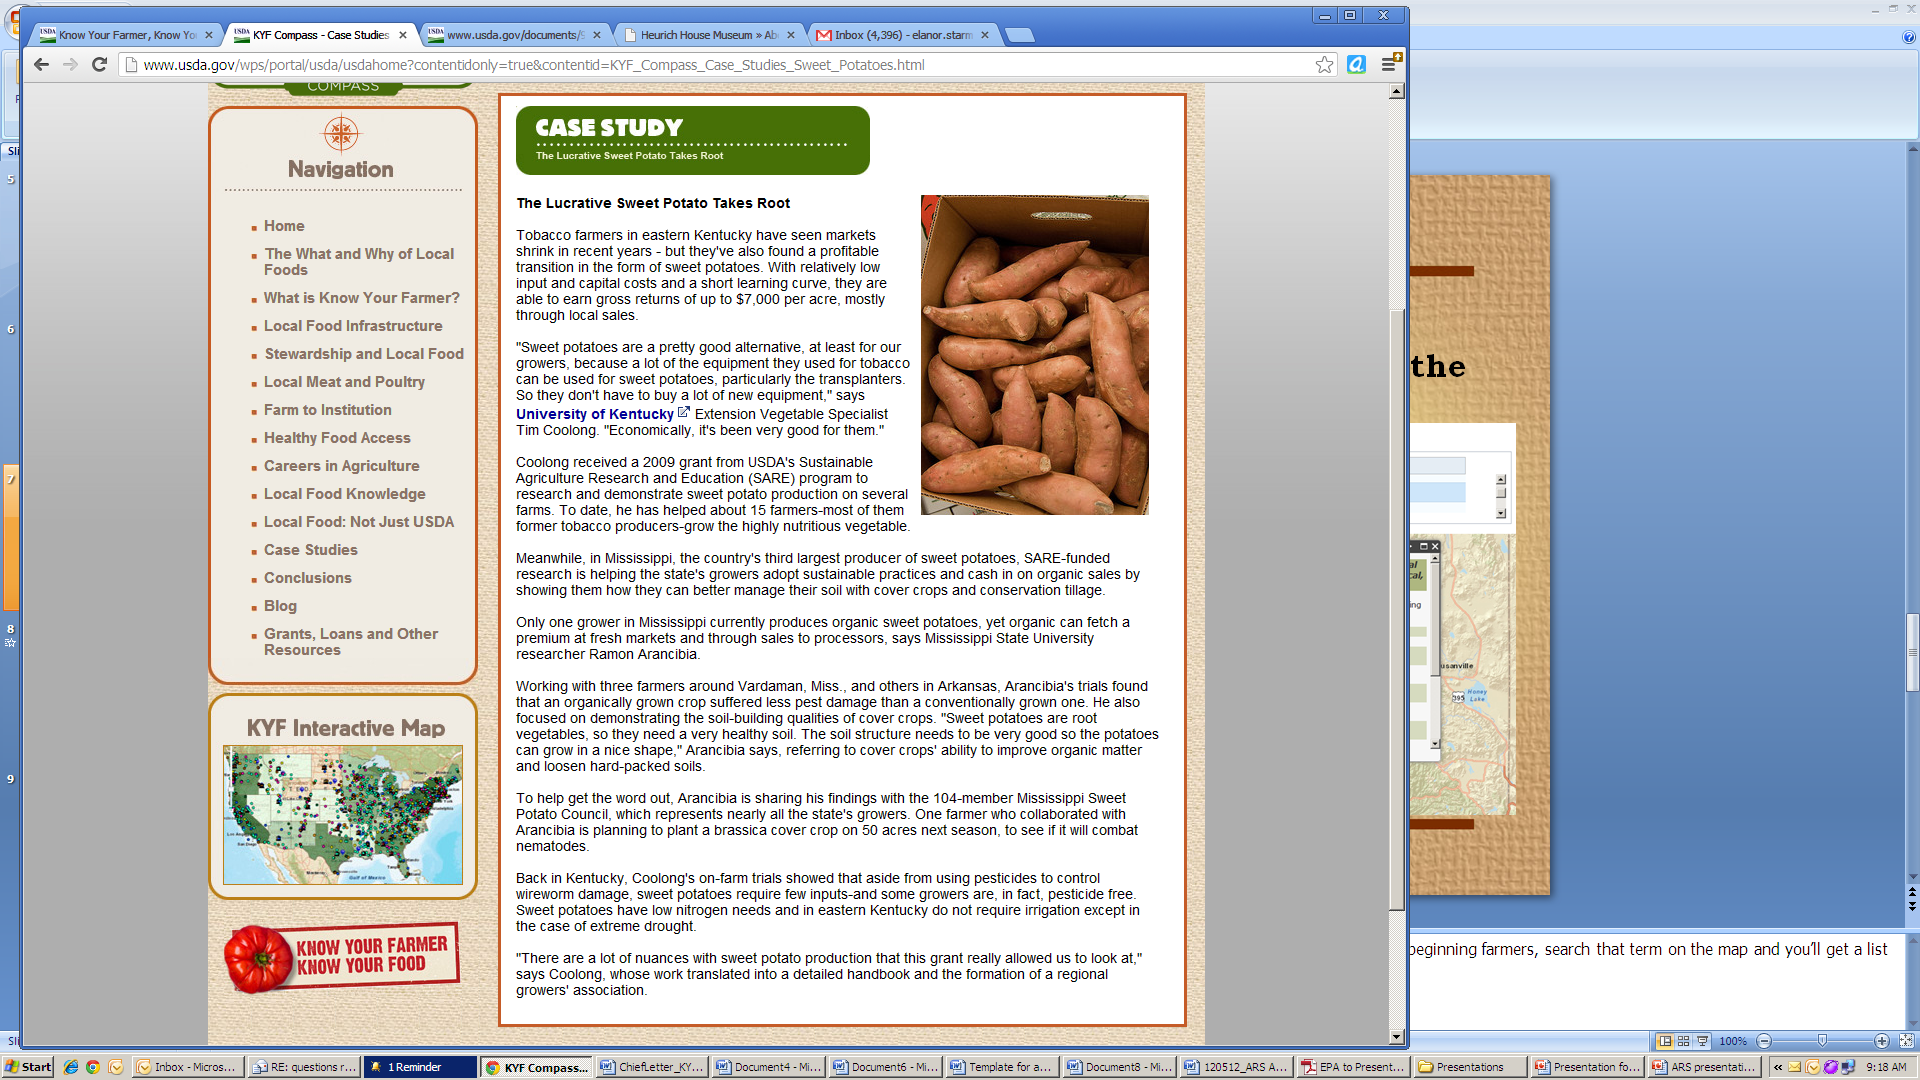 Know Your Farmer, Know Yo
KYF Compass - Case Studies
www.usda.gov/documents/
Heurich House Museum » Ab
Inbox (4,396) - elanor.starm
www.usda.gov/wps/portal/usda/usdahome?contentidonly=true&contentid=KYF_Compass_Case_Studies_Sweet_Potatoes.html
COMPASS
Navigation
Home
The What and Why of Local
Foods
What is Know Your Farmer?
Local Food Infrastructure
Stewardship and Local Food
Local Meat and Poultry
Farm to Institution
Healthy Food Access
Careers in Agriculture
Local Food Knowledge
Local Food: Not Just USDA
Case Studies
Conclusions
Blog
Grants, Loans and Other
Resources
KYF Interactive Map
Gulf of Mexico
KNOW YOUR FARMER
KNOW YOUR FOOD
CASE STUDY
The Lucrative Sweet Potato Takes Root
The Lucrative Sweet Potato Takes Root
Tobacco farmers in eastern Kentucky have seen markets
shrink in recent years - but they've also found a profitable
transition in the form of sweet potatoes. With relatively low
input and capital costs and a short learning curve, they are
able to earn gross returns of up to $7,000 per acre, mostly
through local sales.
"Sweet potatoes are a pretty good alternative, at least for our
growers, because a lot of the equipment they used for tobacco
can be used for sweet potatoes, particularly the transplanters.
So they don't have to buy a lot of new equipment," says
University of Kentucky Extension Vegetable Specialist
Tim Coolong. "Economically, it's been very good for them."
Coolong received a 2009 grant from USDA's Sustainable
Agriculture Research and Education (SARE) program to
research and demonstrate sweet potato production on several
farms. To date, he has helped about 15 farmers-most of them
former tobacco producers-grow the highly nutritious vegetable.
Meanwhile, in Mississippi, the country's third largest producer of sweet potatoes, SARE-funded
research is helping the state's growers adopt sustainable practices and cash in on organic sales by
showing them how they can better manage their soil with cover crops and conservation tillage.
Only one grower in Mississippi currently produces organic sweet potatoes, yet organic can fetch a
premium at fresh markets and through sales to processors, says Mississippi State University
researcher Ramon Arancibia.
Working with three farmers around Vardaman, Miss., and others in Arkansas, Arancibia's trials found
that an organically grown crop suffered less pest damage than a conventionally grown one. He also
focused on demonstrating the soil-building qualities of cover crops. "Sweet potatoes are root
vegetables, so they need a very healthy soil. The soil structure needs to be very good so the potatoes
can grow in a nice shape," Arancibia says, referring to cover crops' ability to improve organic matter
and loosen hard-packed soils.
To help get the word out, Arancibia is sharing his findings with the 104-member Mississippi Sweet
Potato Council, which represents nearly all the state's growers. One farmer who collaborated with
Arancibia is planning to plant a brassica cover crop on 50 acres next season, to see if it will combat
nematodes.
Back in Kentucky, Coolong's on-farm trials showed that aside from using pesticides to control
wireworm damage, sweet potatoes require few inputs-and some growers are, in fact, pesticide free.
Sweet potatoes have low nitrogen needs and in eastern Kentucky do not require irrigation except in
the case of extreme drought.
"There are a lot of nuances with sweet potato production that this grant really allowed us to look at,"
says Coolong, whose work translated into a detailed handbook and the formation of a regional
growers' association.
5
6
7
8
9
the
usanville
395
Honey
Lake
beginning farmers, search that term on the map and you'll get a list
100%
Start
Inbox - Micros...
RE: questions r...
1 Reminder
KYF Compass...
ChiefLetter_KY...
Document4 - Mi...
Document6 - Mi...
Template for a...
Document8 - Mi...
120512_ARS A...
EPA to Present...
Presentations
Presentation fo...
ARS presentati...
9:18 AM